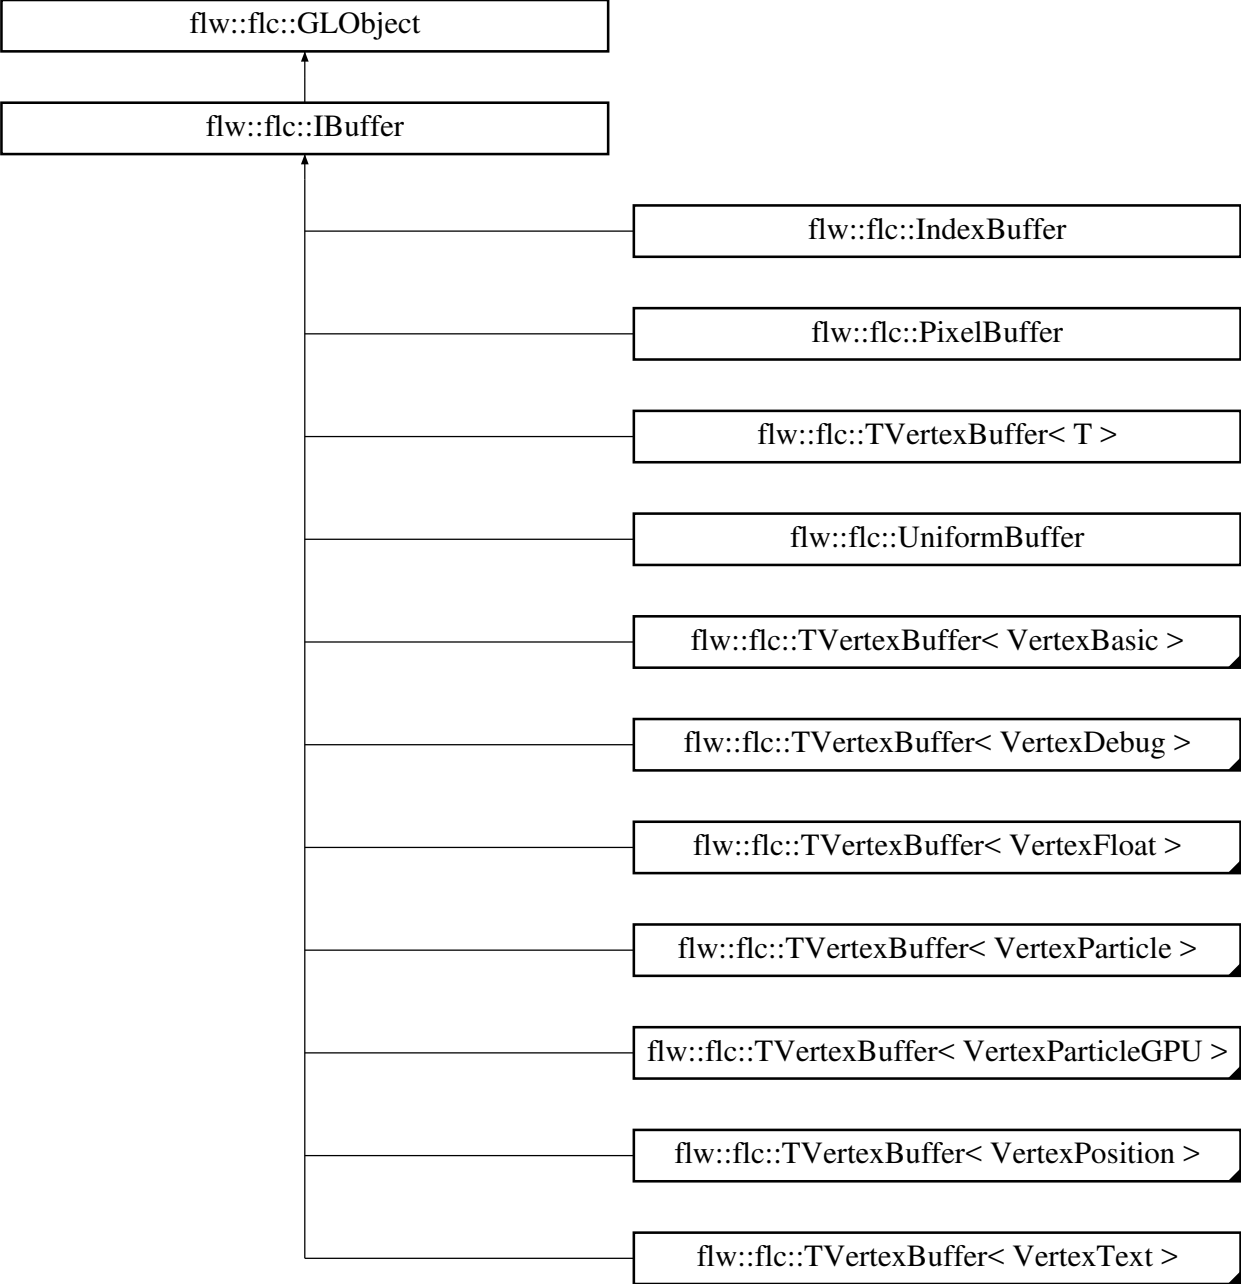 flw::flc::GLObject
flw::flc::IBuffer
flw::flc::IndexBuffer
flw::flc::PixelBuffer
flw::flc::TVertexBuffer< T >
flw::flc::UniformBuffer
flw::flc::TVertexBuffer< VertexBasic >
flw::flc::TVertexBuffer< VertexDebug >
flw::flc::TVertexBuffer< VertexFloat >
flw::flc::TVertexBuffer< VertexParticle >
flw::flc::TVertexBuffer< VertexParticleGPU >
flw::flc::TVertexBuffer< VertexPosition >
flw::flc::TVertexBuffer< VertexText >